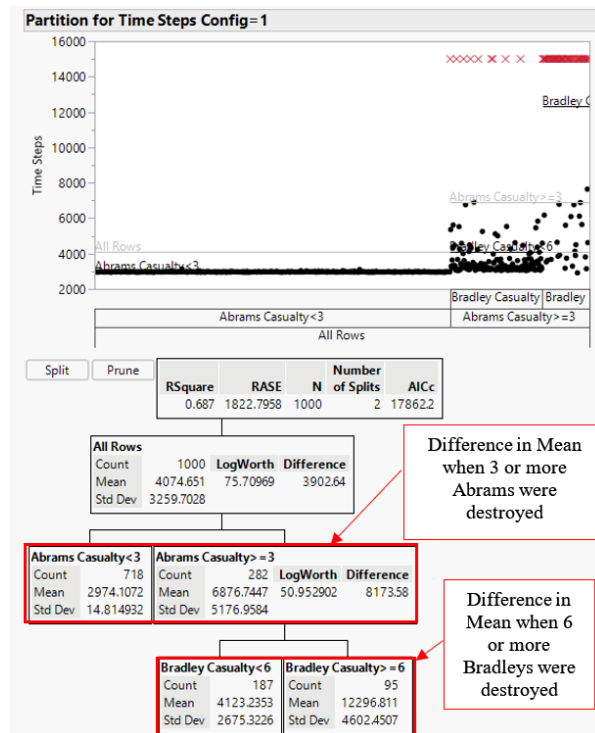 Partition for Time Steps Config=1
16000
14000
12000
10000
8000
6000
4000
2000
Time Steps
Bradley C
Abrams Casualty>=3
All Rows
Bradley Casualty<6
Abrams Casualty<3
Bradley Casualty
Bradley
Abrams Casualty<3
Abrams Casualty>=3
All Rows
Split
Prune
RSquare RASE N Number of Splits AICc
0.687 1822.7958 1000 2 17862.2
All Rows
Count 1000 LogWorth Difference
Mean 4074.651 75.70969 3902.64
Std Dev 3259.7028
Difference in Mean
when 3 or more
Abrams were
destroyed
Abrams Casualty<3
Count 718
Mean 2974.1072
Std Dev 14.814932
Abrams Casualty>=3
Count 282 LogWorth Difference
Mean 6876.7447 50.952902 8173.58
Std Dev 5176.9584
Difference in
Mean when 6
or more
Bradleys were
destroyed
Bradley Casualty<6
Count 187
Mean 4123.2353
Std Dev 2675.3226
Bradley Casualty>=6
Count 95
Mean 12296.811
Std Dev 4602.4507